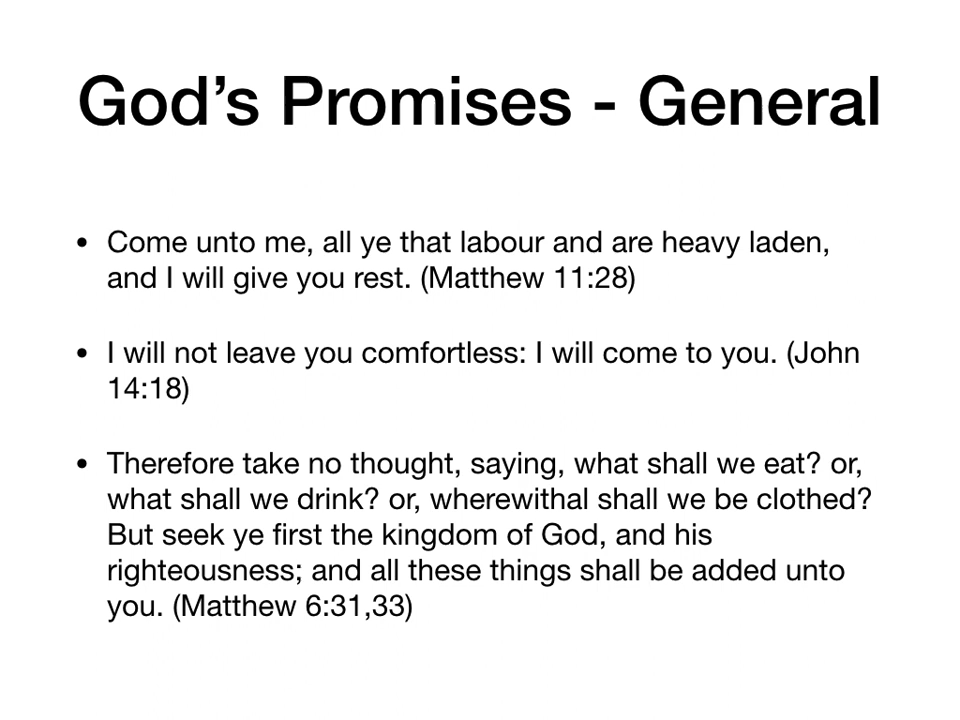 God’s Promises - General
• Come unto me, all ye that labour and are heavy laden,
and I will give you rest. (Matthew 11:28)
• I will not leave you comfortless: I will come to you. (John
14:18)
• Therefore take no thought, saying, what shall we eat? or,
what shall we drink? or, wherewithal shall we be clothed?
But seek ye first the kingdom of God, and his
righteousness; and all these things shall be added unto
you. (Matthew 6:31,33)